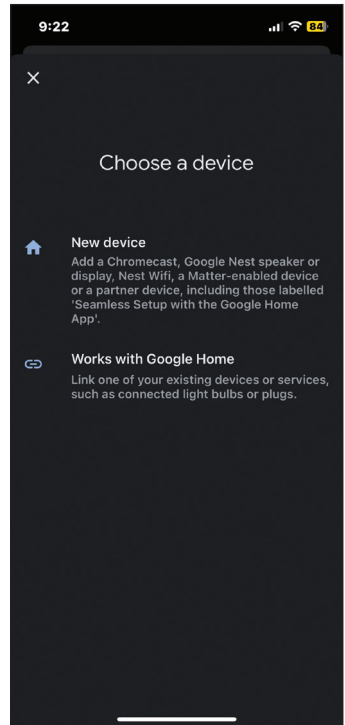 9:22
84
Choose a device
New device
Add a Chromecast, Google Nest speaker or
display, Nest Wifi, a Matter-enabled device
or a partner device, including those labelled
'Seamless Setup with the Google Home
App'.
Works with Google Home
Link one of your existing devices or services,
such as connected light bulbs or plugs.